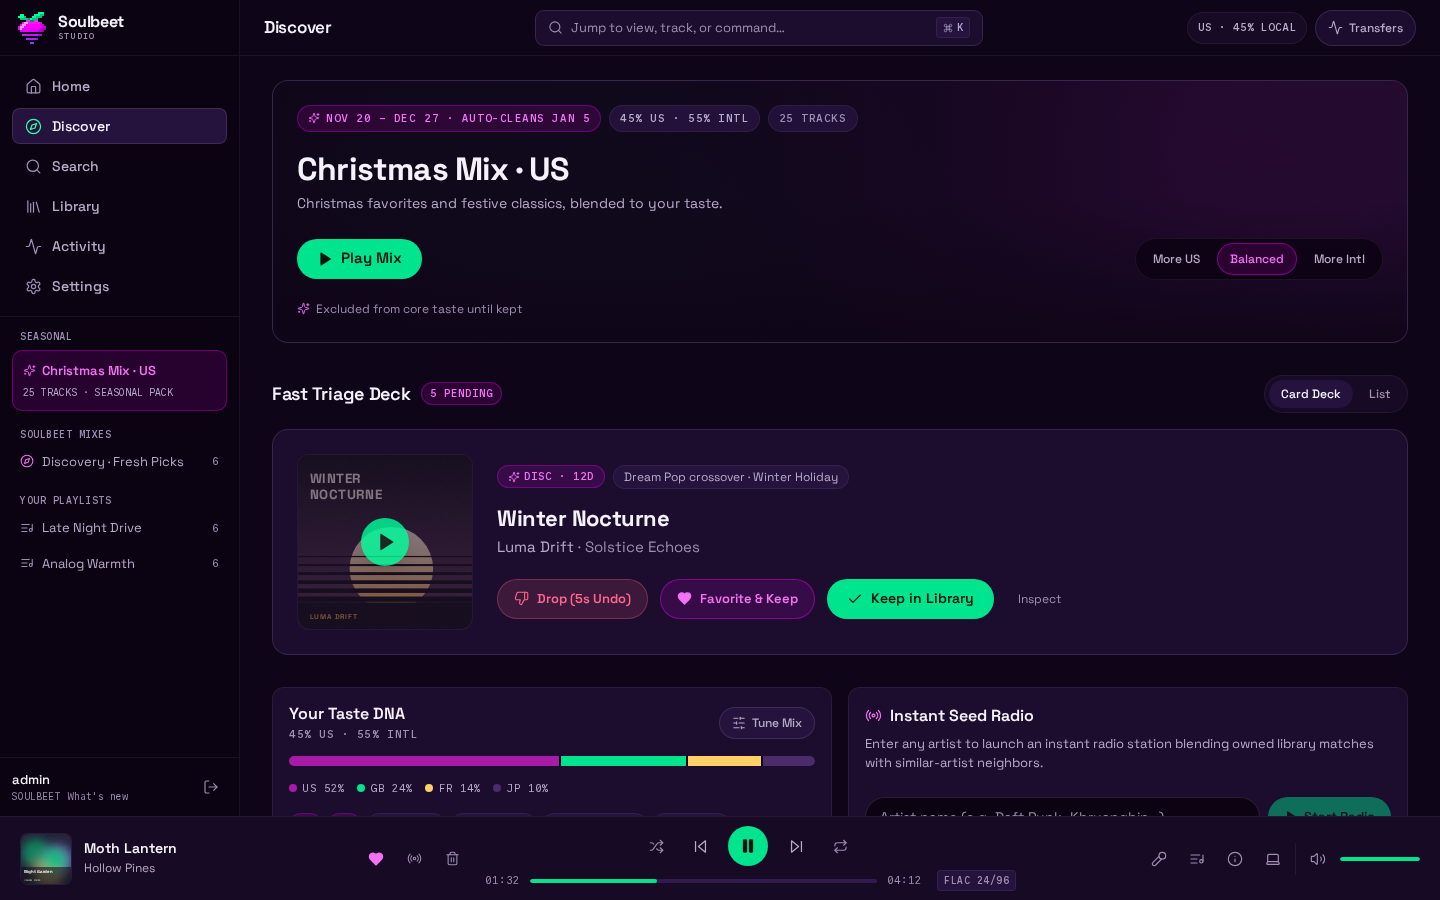 Soulbeet
STUDIO
Discover
Jump to view, track, or command...
⌘ K
US · 45% LOCAL
Transfers
Home
Discover
Search
Library
Activity
Settings
SEASONAL
Christmas Mix · US
25 TRACKS · SEASONAL PACK
SOULBEET MIXES
Discovery · Fresh Picks 6
YOUR PLAYLISTS
Late Night Drive 6
Analog Warmth 6
admin
SOULBEET What's new
NOV 20 – DEC 27 · AUTO-CLEANS JAN 5
45% US · 55% INTL
25 TRACKS
Christmas Mix · US
Christmas favorites and festive classics, blended to your taste.
Play Mix
More US
Balanced
More Intl
Excluded from core taste until kept
Fast Triage Deck
5 PENDING
Card Deck
List
WINTER
NOCTURNE
LUMA DRIFT
DISC · 12D
Dream Pop crossover · Winter Holiday
Winter Nocturne
Luma Drift · Solstice Echoes
Drop (5s Undo)
Favorite & Keep
Keep in Library
Inspect
Your Taste DNA
45% US · 55% INTL
Tune Mix
US 52% GB 24% FR 14% JP 10%
Instant Seed Radio
Enter any artist to launch an instant radio station blending owned library matches
with similar-artist neighbors.
Artist name (e.g. Daft Punk, Khruangbin...)
Start Radio
Moth Lantern
Hollow Pines
01:32
04:12
FLAC 24/96